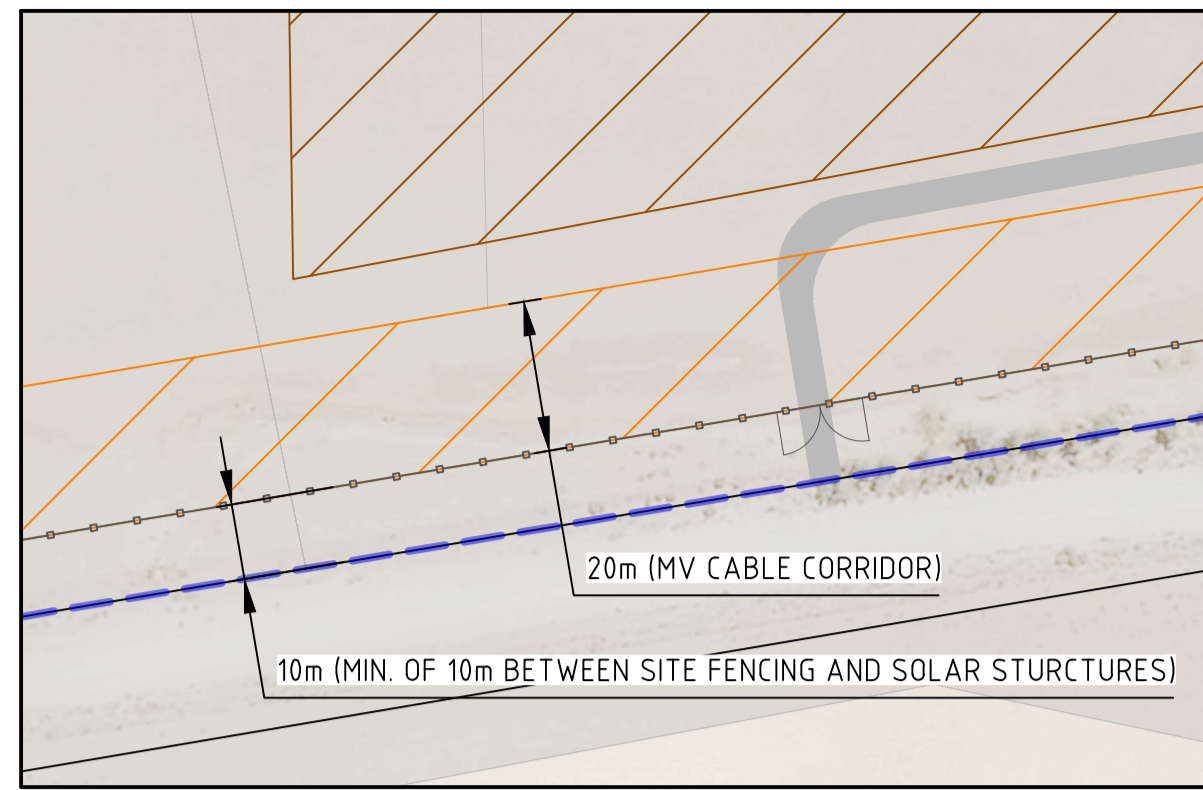 20m (MV CABLE CORRIDOR)
10m (MIN. OF 10m BETWEEN SITE FENCING AND SOLAR STURCTURES)